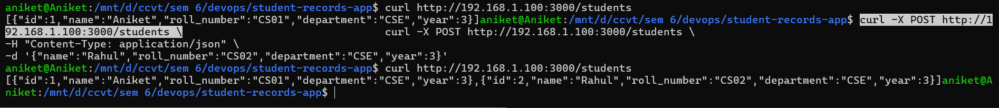 aniket@Aniket:/mnt/d/ccvt/sem 6/devops/student-records-app$ curl http://192.168.1.100:3000/students
[{"id":1,"name":"Aniket","roll_number":"CS01","department":"CSE","year":3}]aniket@Aniket:/mnt/d/ccvt/sem 6/devops/student-records-app$ curl -X POST http://1
92.168.1.100:3000/students \                                curl -X POST http://192.168.1.100:3000/students \
-H "Content-Type: application/json" \
-d '{"name":"Rahul","roll_number":"CS02","department":"CSE","year":3}'
aniket@Aniket:/mnt/d/ccvt/sem 6/devops/student-records-app$ curl http://192.168.1.100:3000/students
[{"id":1,"name":"Aniket","roll_number":"CS01","department":"CSE","year":3},{"id":2,"name":"Rahul","roll_number":"CS02","department":"CSE","year":3}]aniket@A
niket:/mnt/d/ccvt/sem 6/devops/student-records-app$